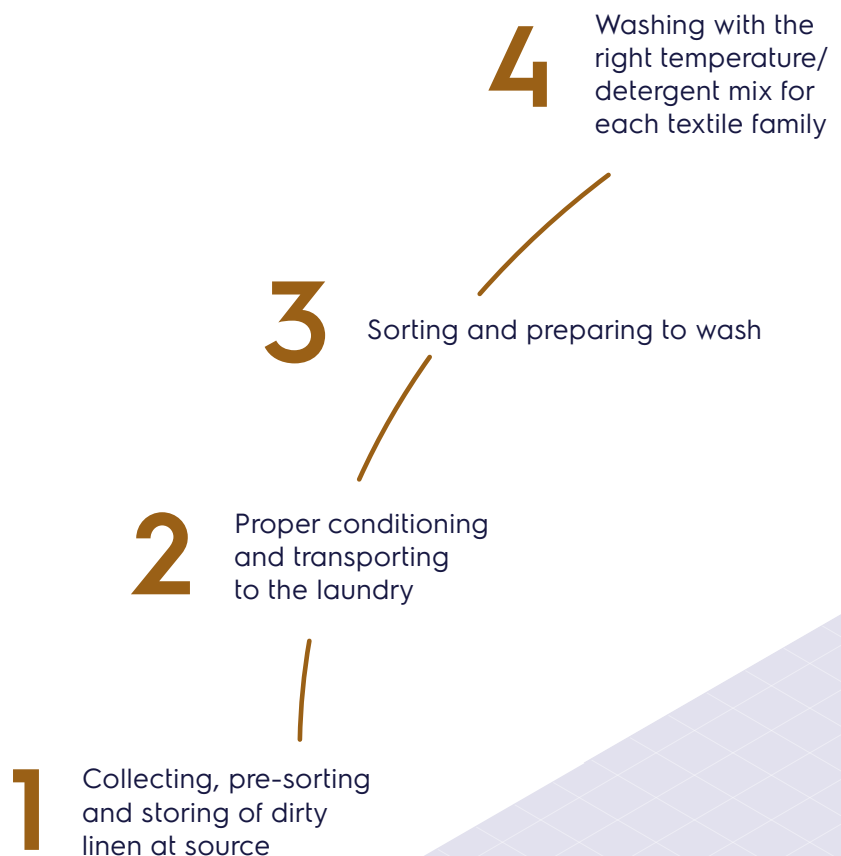 4
Washing with the
right temperature/
detergent mix for
each textile family
3
Sorting and preparing to wash
2
Proper conditioning
and transporting
to the laundry
1
Collecting, pre-sorting
and storing of dirty
linen at source